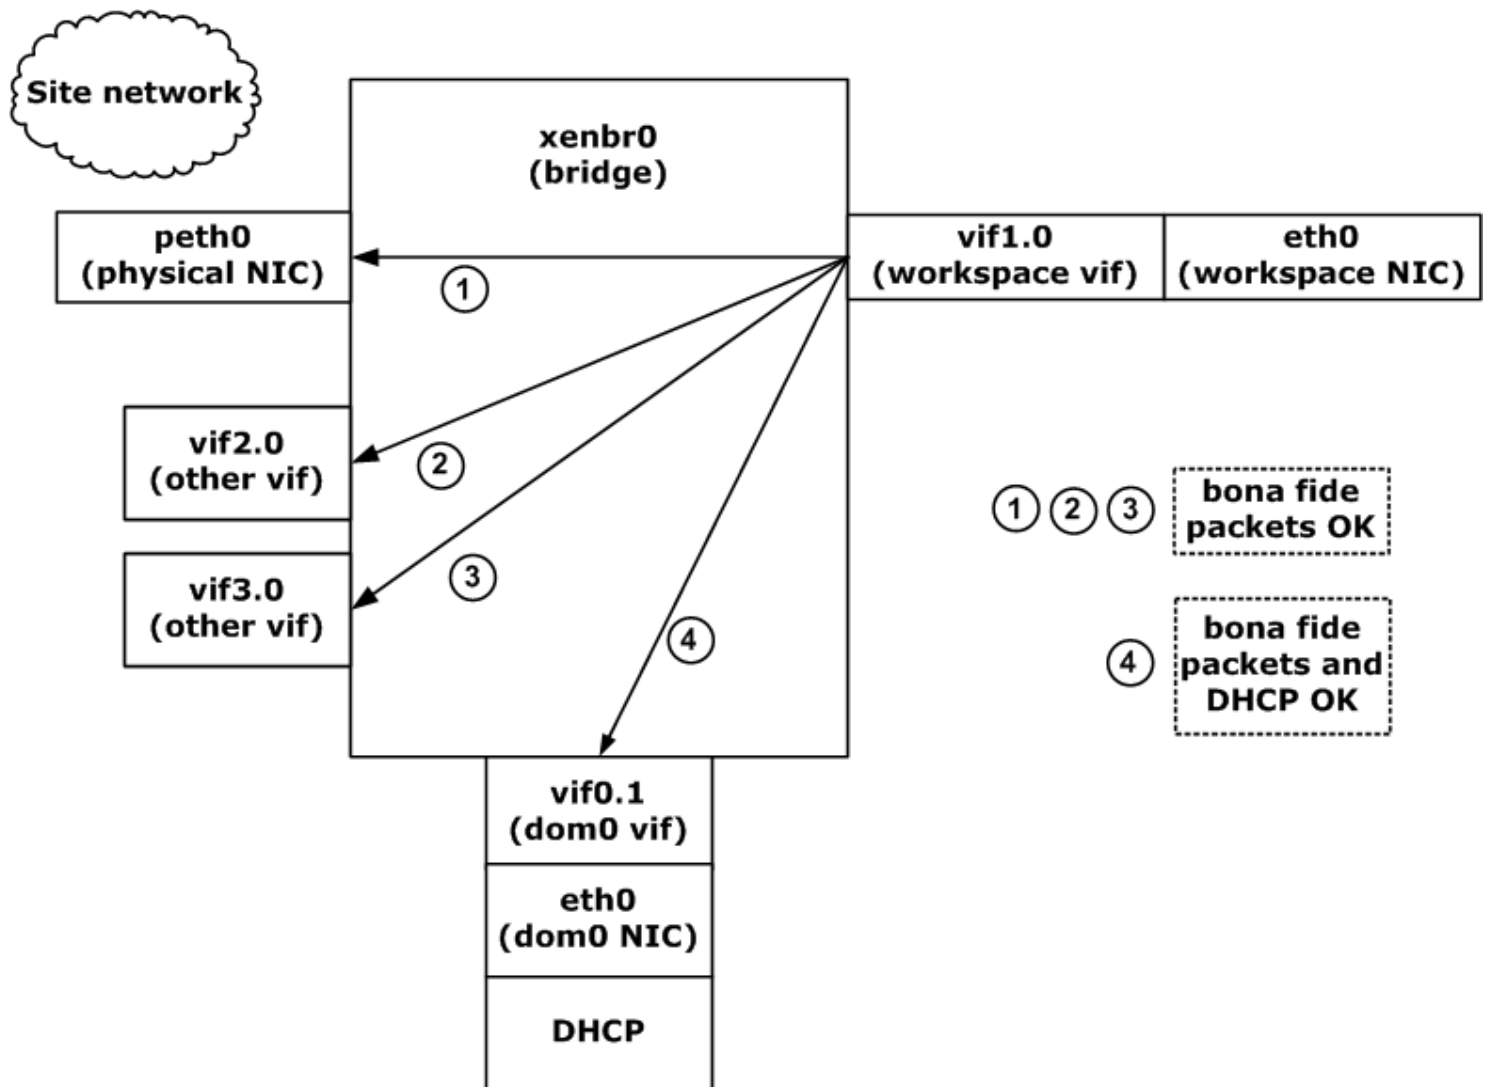 Site network
xenbr0
(bridge)
peth0
(physical NIC)
vif1.0
(workspace vif)
eth0
(workspace NIC)
1
vif2.0
(other vif)
2
1 2 3
bona fide
packets OK
vif3.0
(other vif)
3
4
4
bona fide
packets and
DHCP OK
vif0.1
(dom0 vif)
eth0
(dom0 NIC)
DHCP